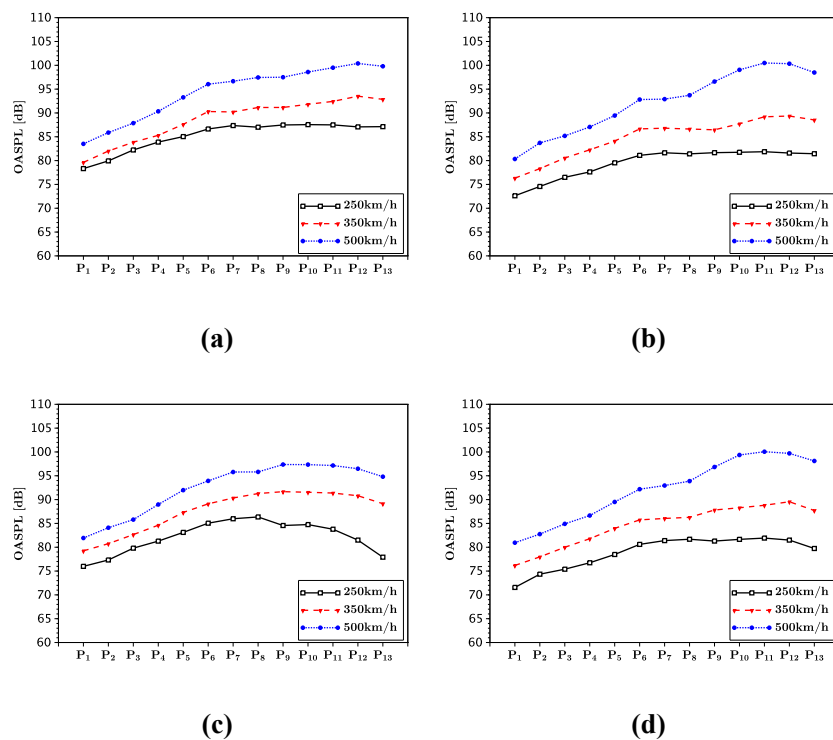 110
105
100
95
90
85
80
75
70
65
60
OASPL [dB]
250km/h
350km/h
500km/h
P₁ P₂ P₃ P₄ P₅ P₆ P₇ P₈ P₉ P₁₀ P₁₁ P₁₂ P₁₃
(a)
110
105
100
95
90
85
80
75
70
65
60
OASPL [dB]
250km/h
350km/h
500km/h
P₁ P₂ P₃ P₄ P₅ P₆ P₇ P₈ P₉ P₁₀ P₁₁ P₁₂ P₁₃
(b)
110
105
100
95
90
85
80
75
70
65
60
OASPL [dB]
250km/h
350km/h
500km/h
P₁ P₂ P₃ P₄ P₅ P₆ P₇ P₈ P₉ P₁₀ P₁₁ P₁₂ P₁₃
(c)
110
105
100
95
90
85
80
75
70
65
60
OASPL [dB]
250km/h
350km/h
500km/h
P₁ P₂ P₃ P₄ P₅ P₆ P₇ P₈ P₉ P₁₀ P₁₁ P₁₂ P₁₃
(d)